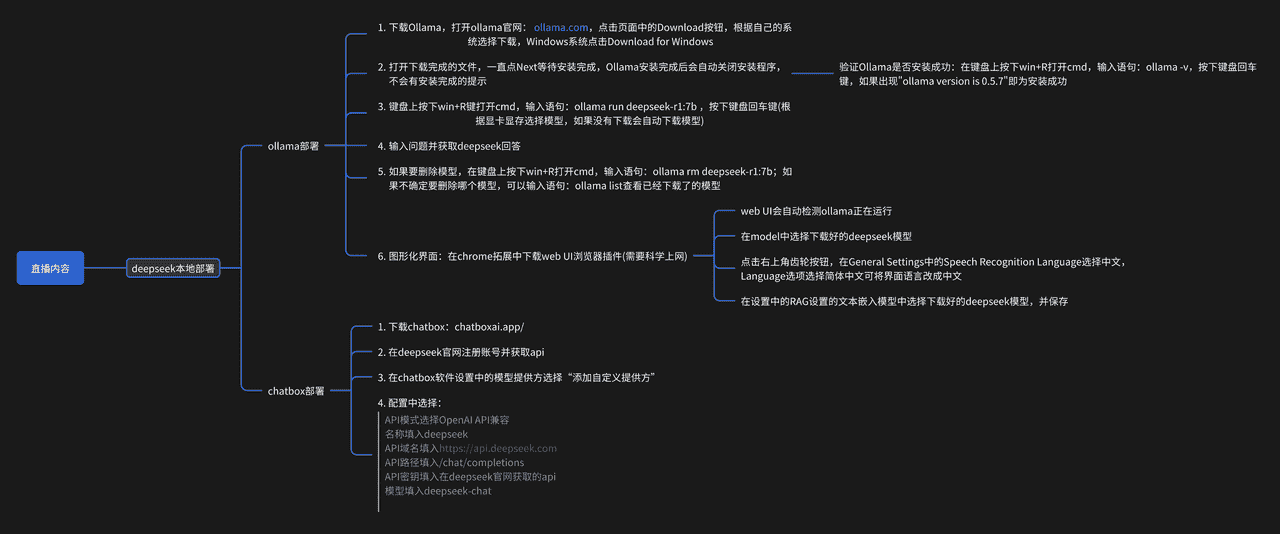 直播内容
deepseek本地部署
ollama部署
1. 下载Ollama，打开ollama官网： ollama.com，点击页面中的Download按钮，根据自己的系
统选择下载，Windows系统点击Download for Windows
2. 打开下载完成的文件，一直点Next等待安装完成，Ollama安装完成后会自动关闭安装程序，
不会有安装完成的提示
验证Ollama是否安装成功：在键盘上按下win+R打开cmd，输入语句：ollama -v，按下键盘回车
键，如果出现"ollama version is 0.5.7"即为安装成功
3. 键盘上按下win+R键打开cmd，输入语句：ollama run deepseek-r1:7b ，按下键盘回车键(根
据显卡显存选择模型，如果没有下载会自动下载模型)
4. 输入问题并获取deepseek回答
5. 如果要删除模型，在键盘上按下win+R打开cmd，输入语句：ollama rm deepseek-r1:7b；如
果不确定要删除哪个模型，可以输入语句：ollama list查看已经下载了的模型
6. 图形化界面：在chrome拓展中下载web UI浏览器插件(需要科学上网)
web UI会自动检测ollama正在运行
在model中选择下载好的deepseek模型
点击右上角齿轮按钮，在General Settings中的Speech Recognition Language选择中文，
Language选项选择简体中文可将界面语言改成中文
在设置中的RAG设置的文本嵌入模型中选择下载好的deepseek模型，并保存
chatbox部署
1. 下载chatbox：chatboxai.app/
2. 在deepseek官网注册账号并获取api
3. 在chatbox软件设置中的模型提供方选择“添加自定义提供方”
4. 配置中选择：
API模式选择OpenAI API兼容
名称填入deepseek
API域名填入https://api.deepseek.com
API路径填入/chat/completions
API密钥填入在deepseek官网获取的api
模型填入deepseek-chat